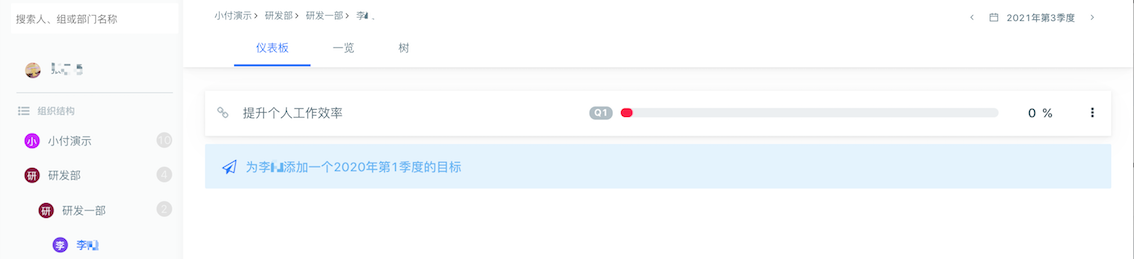 搜索人、组或部门名称
组织结构
小 小付演示 10
研 研发部 4
研 研发一部 2
李 李
小付演示 > 研发部 > 研发一部 > 李
< 2021年第3季度 >
仪表板 一览 树
提升个人工作效率 Q1 0 %
为李 添加一个2020年第1季度的目标